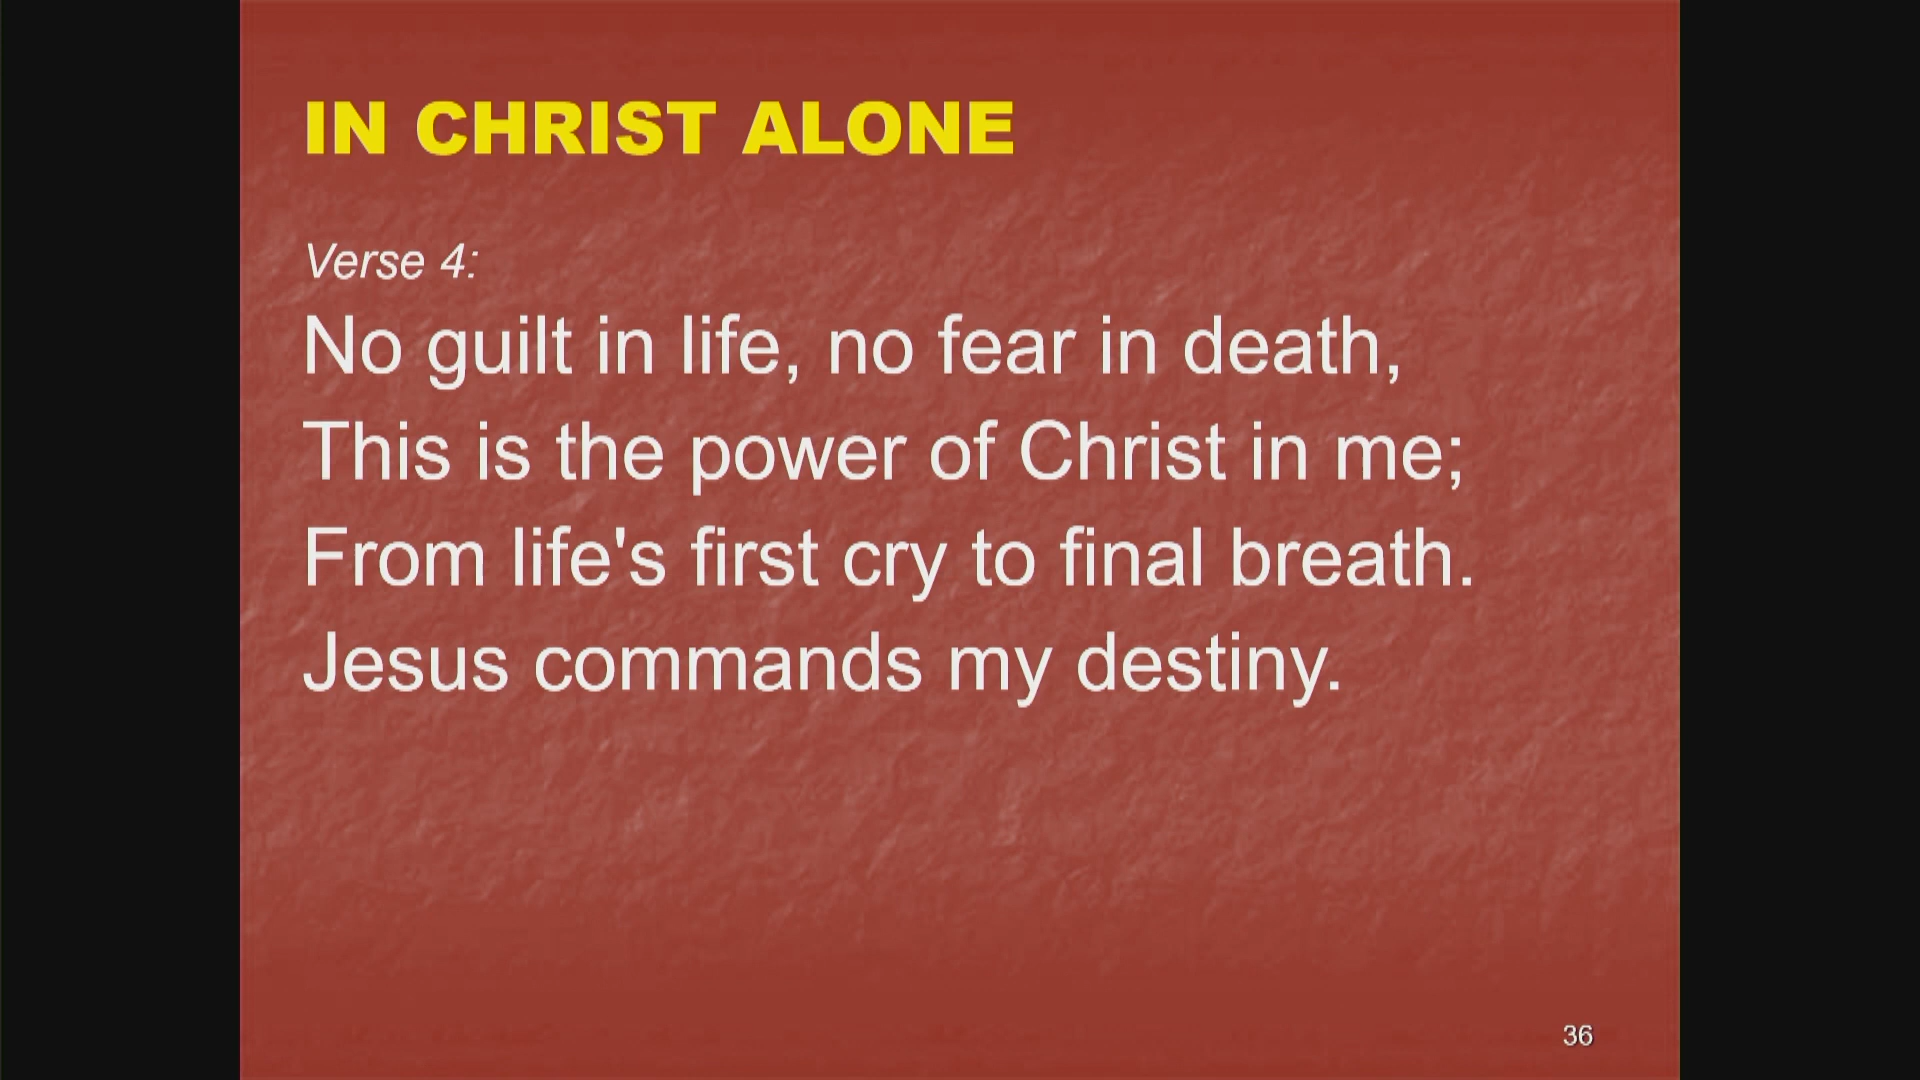 IN CHRIST ALONE
Verse 4:
No guilt in life, no fear in death,
This is the power of Christ in me;
From life's first cry to final breath.
Jesus commands my destiny.
36